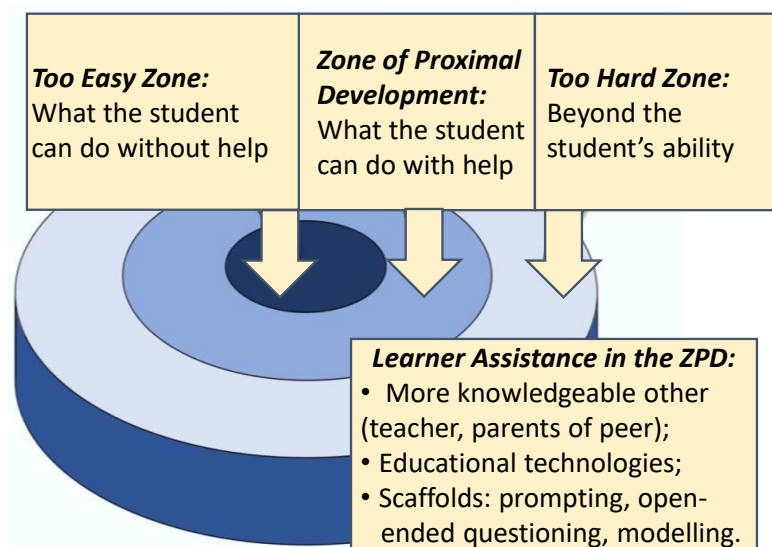 Too Easy Zone:
What the student
can do without help
Zone of Proximal
Development:
What the student
can do with help
Too Hard Zone:
Beyond the
student’s ability
Learner Assistance in the ZPD:
• More knowledgeable other
(teacher, parents of peer);
• Educational technologies;
• Scaffolds: prompting, open-
ended questioning, modelling.